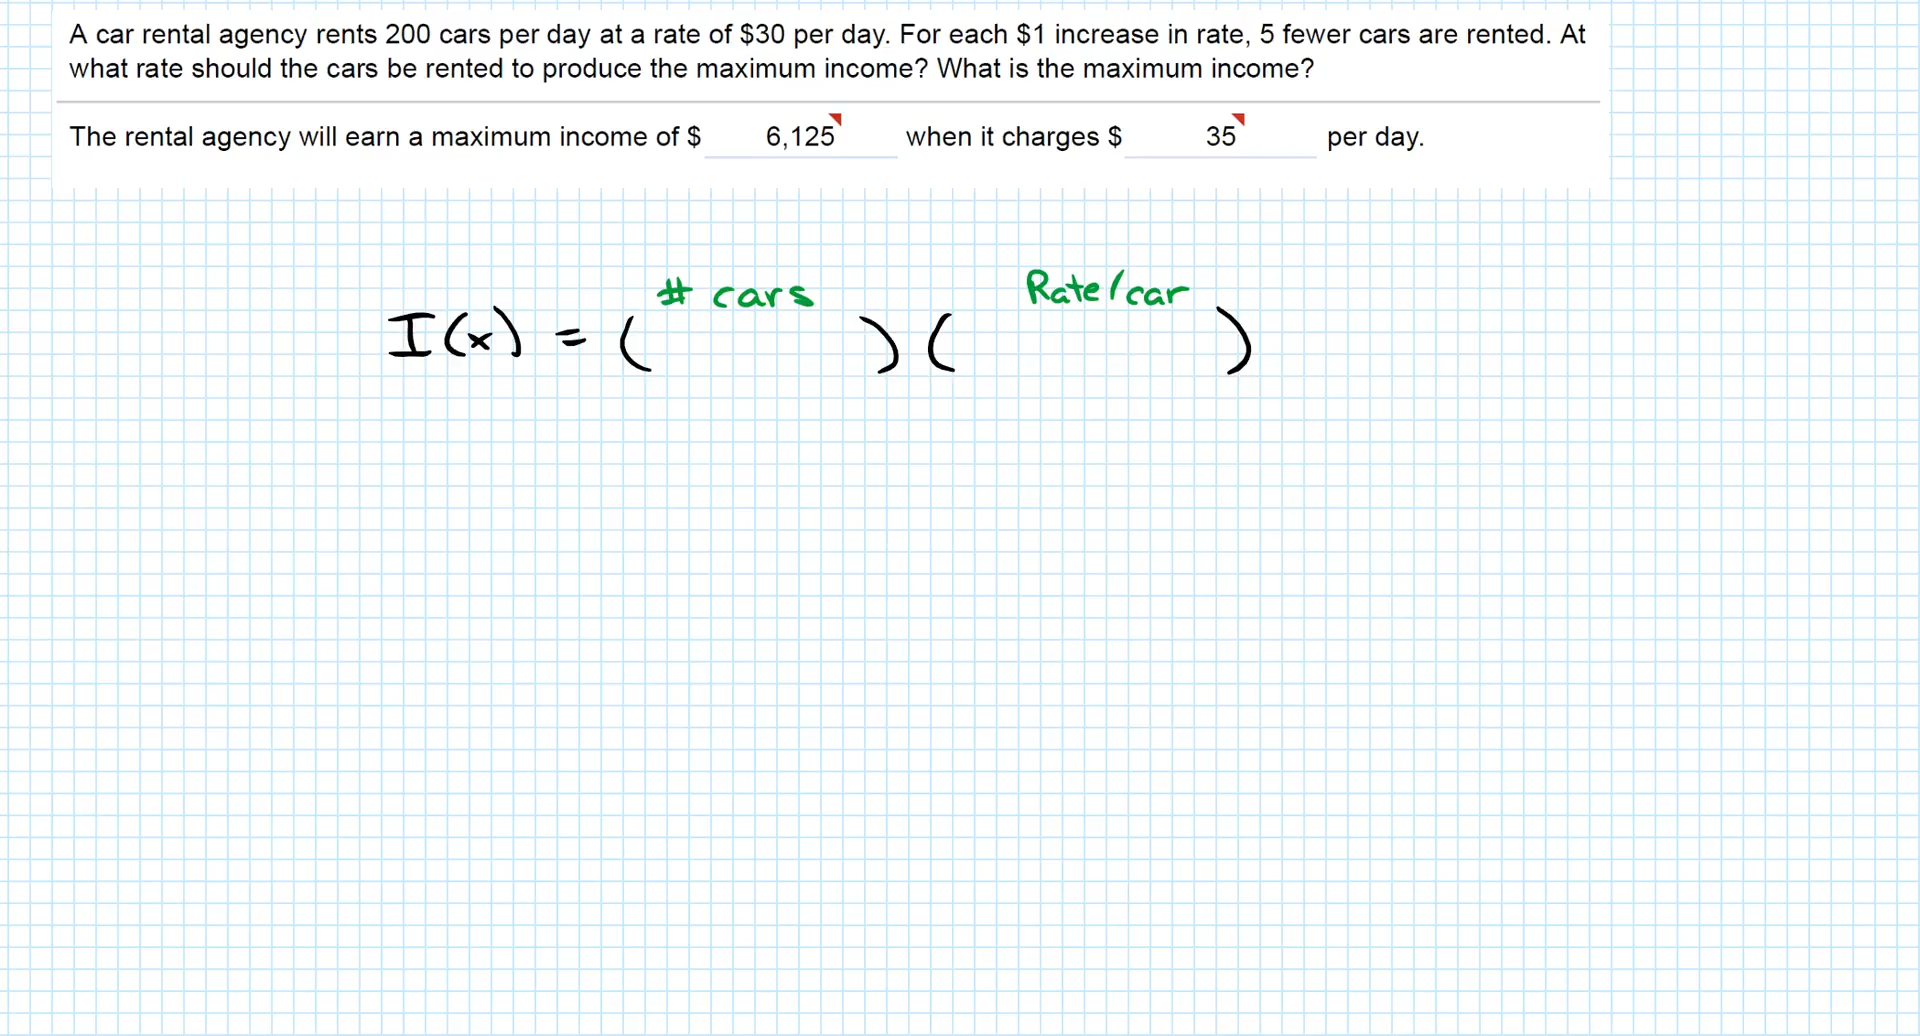 A car rental agency rents 200 cars per day at a rate of $30 per day. For each $1 increase in rate, 5 fewer cars are rented. At
what rate should the cars be rented to produce the maximum income? What is the maximum income?
The rental agency will earn a maximum income of $ 6,125 when it charges $ 35 per day.
# cars Rate/car
I(x) = ( ) ( )